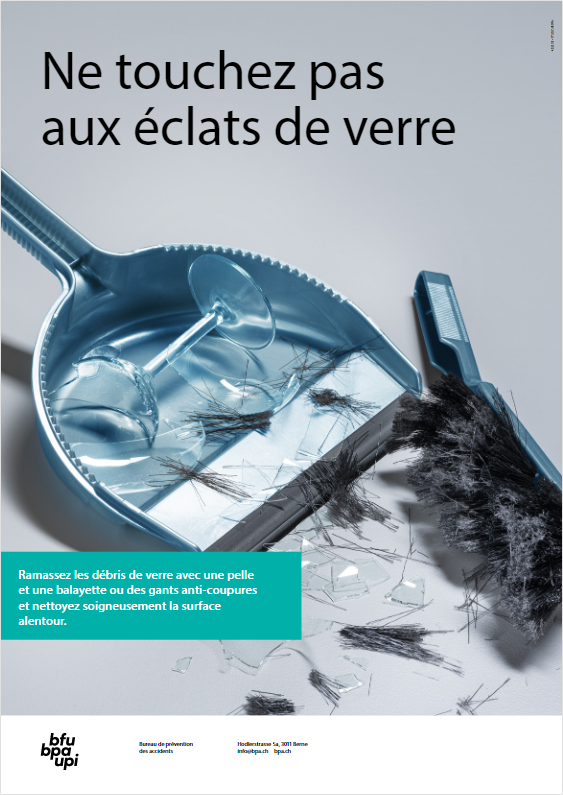 Ne touchez pas
aux éclats de verre
Ramassez les débris de verre avec une pelle
et une balayette ou des gants anti-coupures
et nettoyez soigneusement la surface
alentour.
bfu
bpa
upi
Bureau de prévention
des accidents
Hodlerstrasse 5a, 3011 Berne
info@bpa.ch bpa.ch